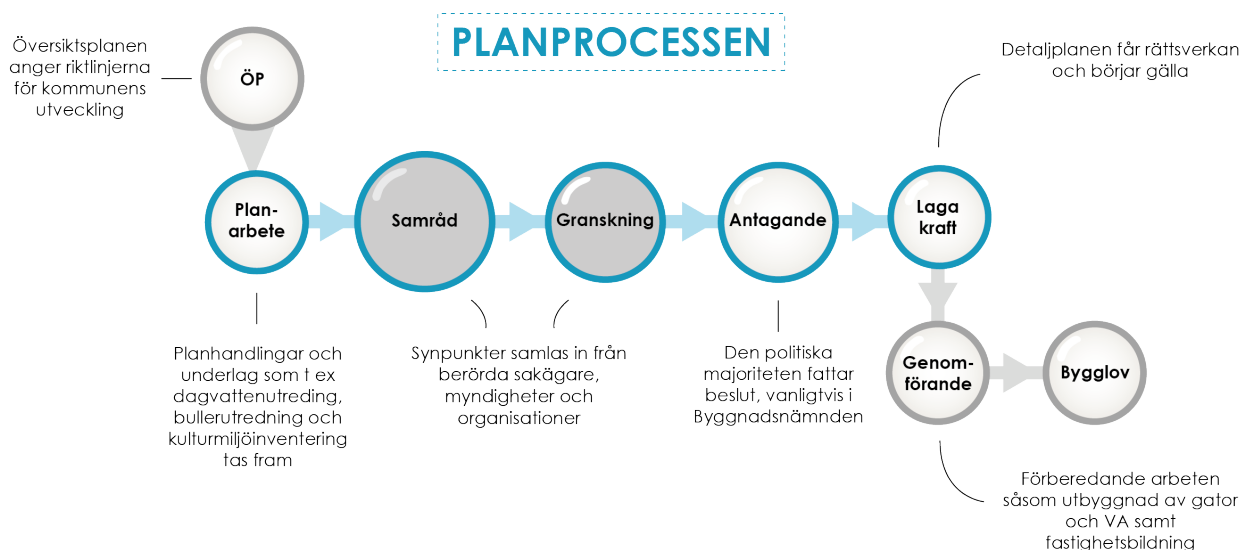 PLANPROCESSEN
Översiktsplanen
anger riktlinjerna
för kommunens
utveckling
ÖP
Detaljplanen får rättsverkan
och börjar gälla
Plan-
arbete
Samråd
Granskning
Antagande
Laga
kraft
Planhandlingar och
underlag som t ex
dagvattenutreding,
bullerutredning och
kulturmiljöinventering
tas fram
Synpunkter samlas in från
berörda sakägare,
myndigheter och
organisationer
Den politiska
majoriteten fattar
beslut, vanligtvis i
Byggnadsnämnden
Genom-
förande
Bygglov
Förberedande arbeten
såsom utbyggnad av gator
och VA samt
fastighetsbildning